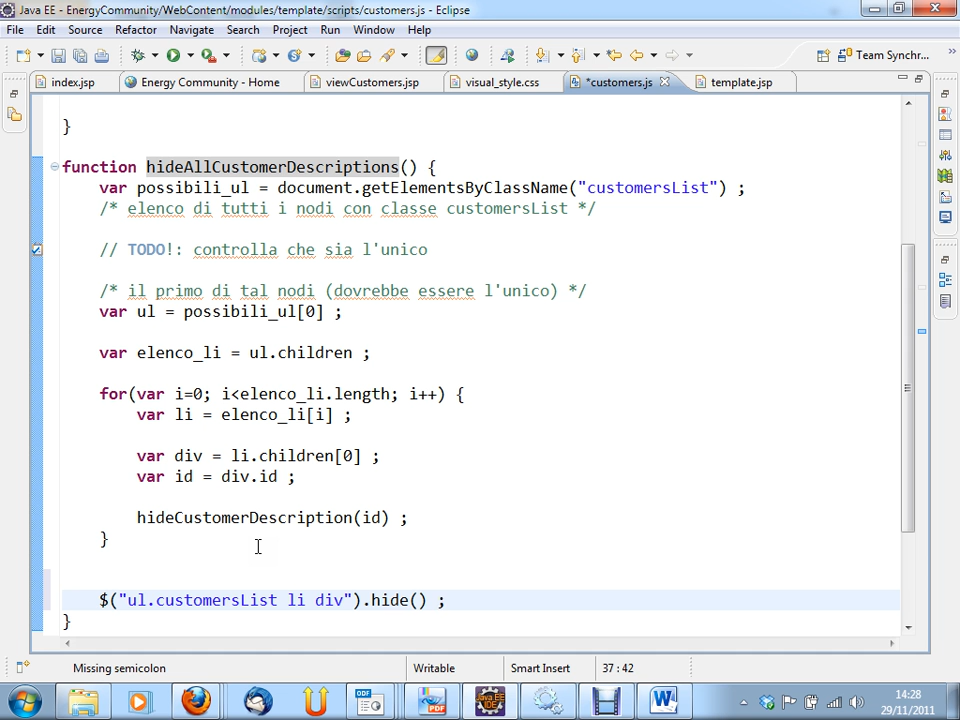 Java EE - EnergyCommunity/WebContent/modules/template/scripts/customers.js - Eclipse
File Edit Source Refactor Navigate Search Project Run Window Help
Team Synchr...
index.jsp Energy Community - Home viewCustomers.jsp visual_style.css *customers.js template.jsp
}
function hideAllCustomerDescriptions() {
var possibili_ul = document.getElementsByClassName("customersList") ;
/* elenco di tutti i nodi con classe customersList */
// TODO!: controlla che sia l'unico
/* il primo di tal nodi (dovrebbe essere l'unico) */
var ul = possibili_ul[0] ;
var elenco_li = ul.children ;
for(var i=0; i<elenco_li.length; i++) {
var li = elenco_li[i] ;
var div = li.children[0] ;
var id = div.id ;
hideCustomerDescription(id) ;
}
$("ul.customersList li div").hide() ;
}
Missing semicolon Writable Smart Insert 37 : 42
ODF PDF Java EE IDE W
14:28
29/11/2011